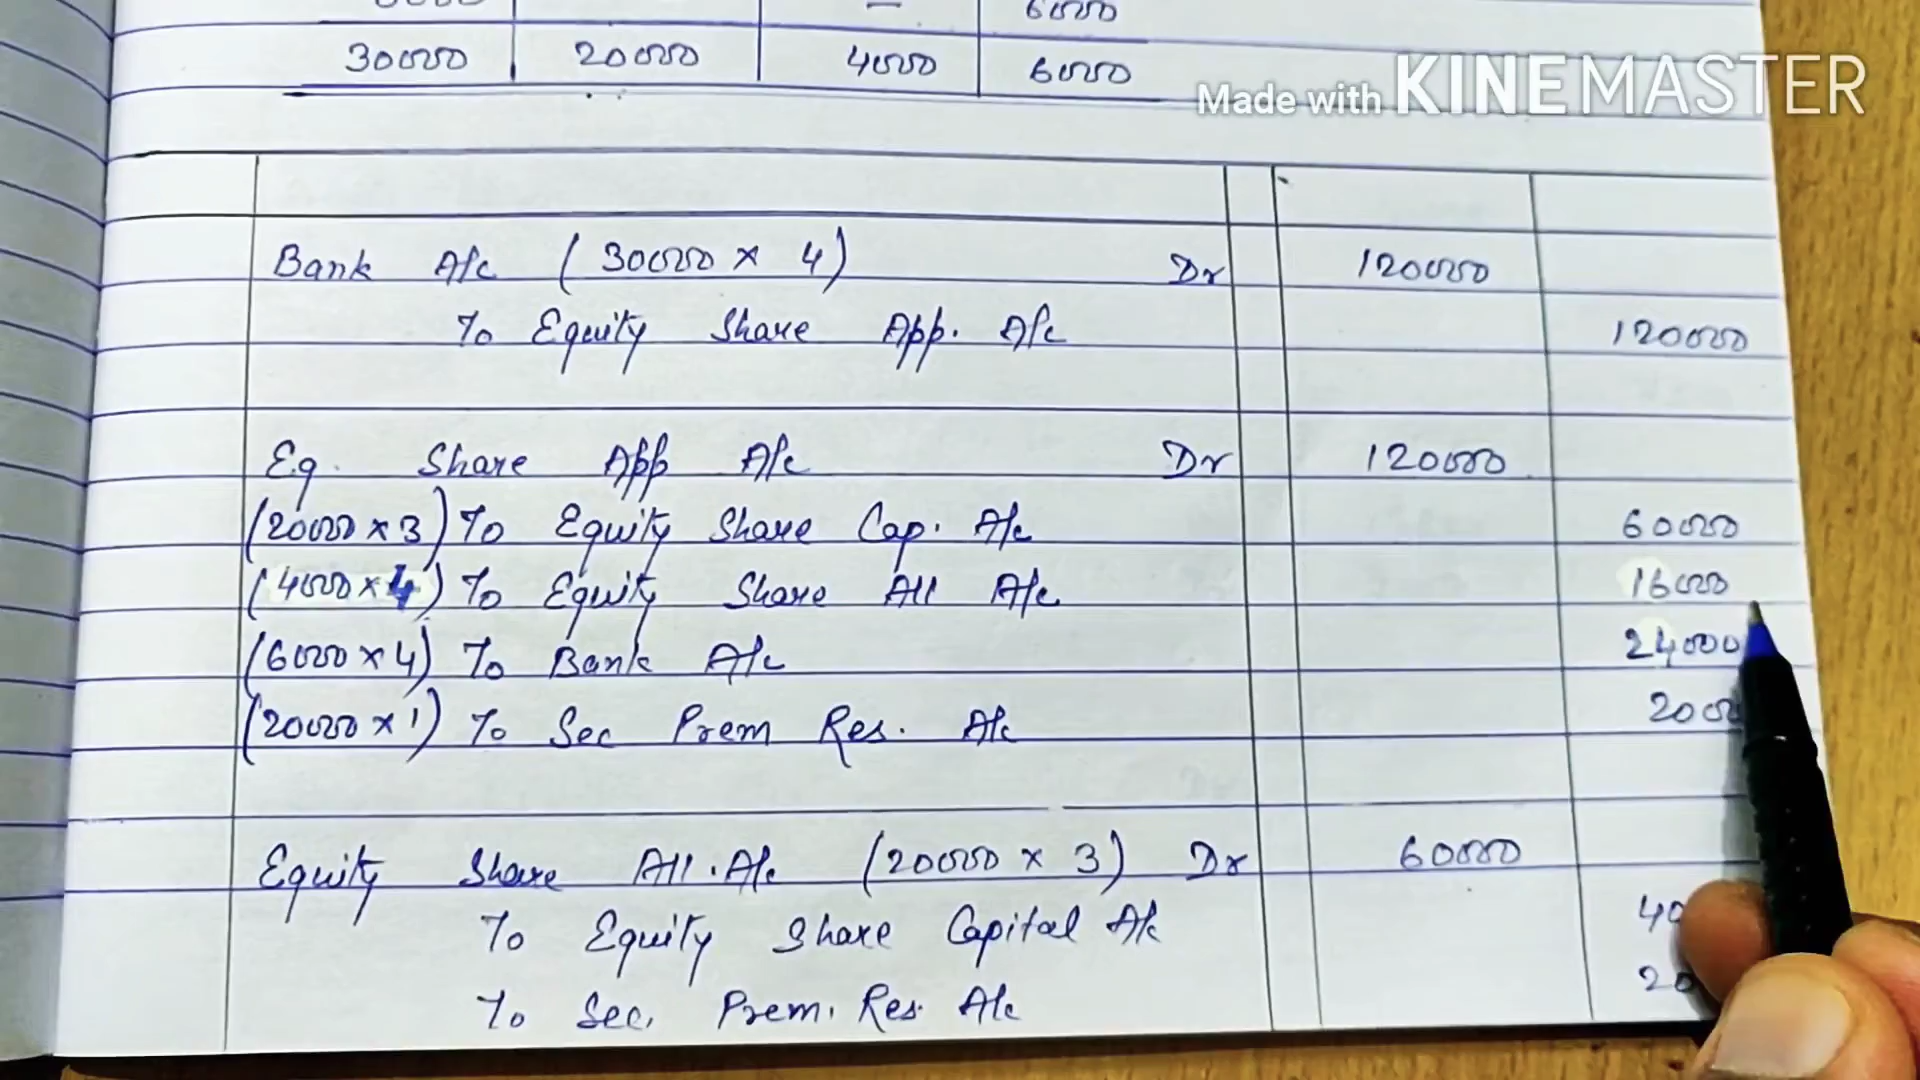 6000
30000 20000 4000 6000
Made with KINEMASTER
Bank A/c (30000 × 4) Dr 120000
To Equity Share App. A/c 120000
Eq. Share App A/c Dr 120000
(20000 × 3) To Equity Share Cap. A/c 60000
(4000 × 4) To Equity Share All A/c 16000
(6000 × 4) To Bank A/c 24000
(20000 × 1) To Sec Prem Res. A/c
Equity Share All. A/c (20000 × 3) Dr 60000
To Equity Share Capital A/c
To Sec. Prem. Res. A/c